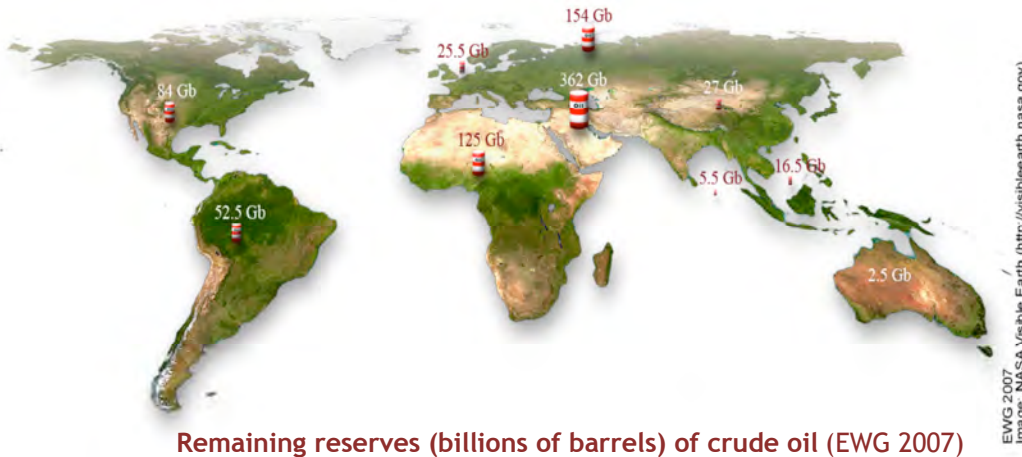 154 Gb
25.5 Gb
84 Gb
362 Gb
27 Gb
OIL
125 Gb
5.5 Gb
16.5 Gb
52.5 Gb
2.5 Gb
EWG 2007
Image: NASA Visible Earth (http://visibleearth.nasa.gov)
Remaining reserves (billions of barrels) of crude oil (EWG 2007)